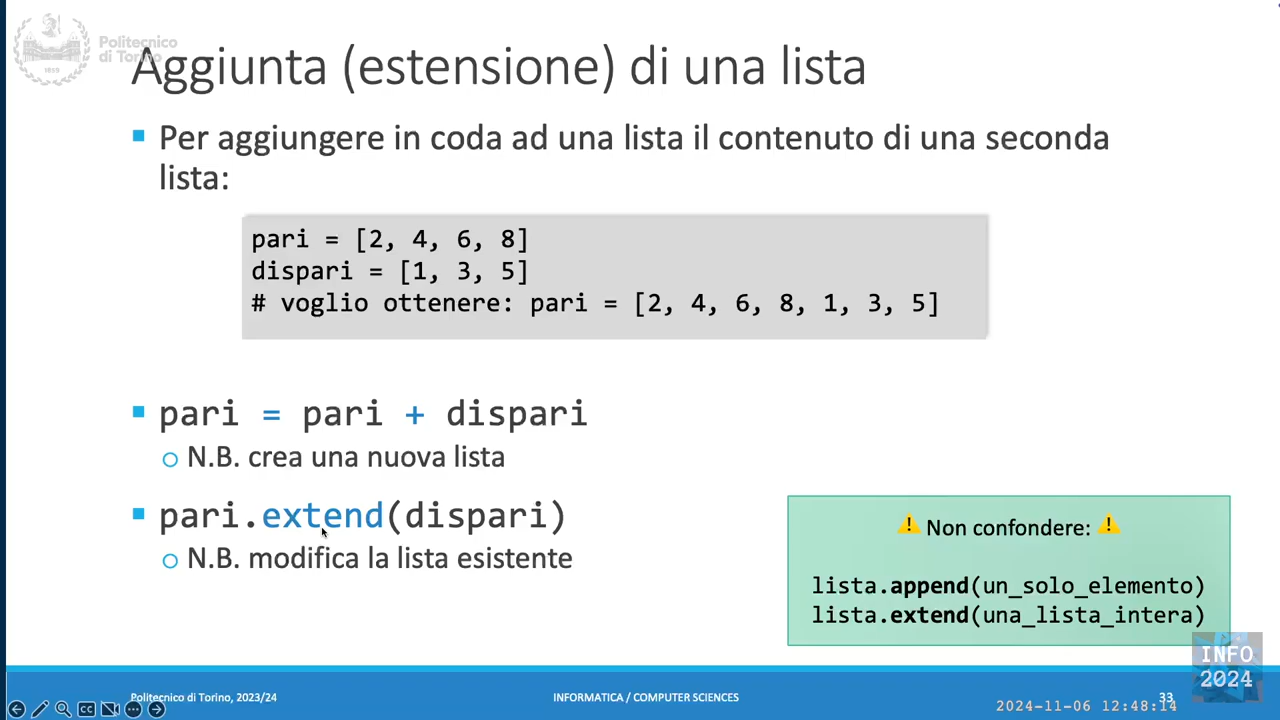 Politecnico
di Torino
Aggiunta (estensione) di una lista
Per aggiungere in coda ad una lista il contenuto di una seconda
lista:
pari = [2, 4, 6, 8]
dispari = [1, 3, 5]
# voglio ottenere: pari = [2, 4, 6, 8, 1, 3, 5]
pari = pari + dispari
N.B. crea una nuova lista
pari.extend(dispari)
N.B. modifica la lista esistente
Non confondere:
lista.append(un_solo_elemento)
lista.extend(una_lista_intera)
INFO
2024
Politecnico di Torino, 2023/24
INFORMATICA / COMPUTER SCIENCES
33
2024-11-06 12:48:14
CC